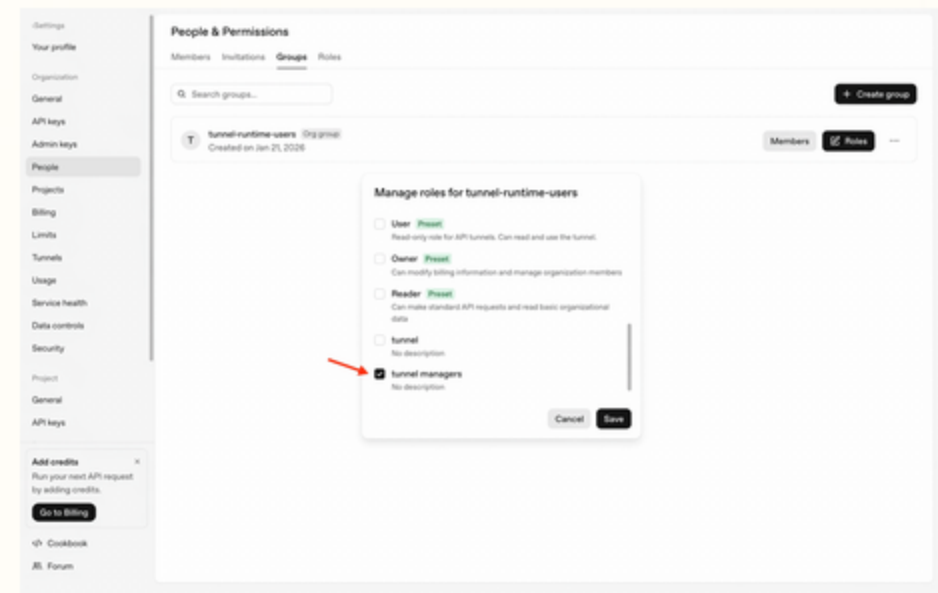 Settings
Your profile
Organization
General
API keys
Admin keys
People
Projects
Billing
Limits
Tunnels
Usage
Service health
Data controls
Security
Project
General
API keys
Add credits ×
Run your next API request
by adding credits.
Go to Billing
Cookbook
Forum
People & Permissions
Members Invitations Groups Roles
Search groups...
+ Create group
T
tunnel-runtime-users Org group
Created on Jan 21, 2026
Members Roles ...
Manage roles for tunnel-runtime-users
User Preset
Read-only role for API tunnels. Can read and use the tunnel.
Owner Preset
Can modify billing information and manage organization members
Reader Preset
Can make standard API requests and read basic organizational
data
tunnel
No description
tunnel managers
No description
Cancel Save